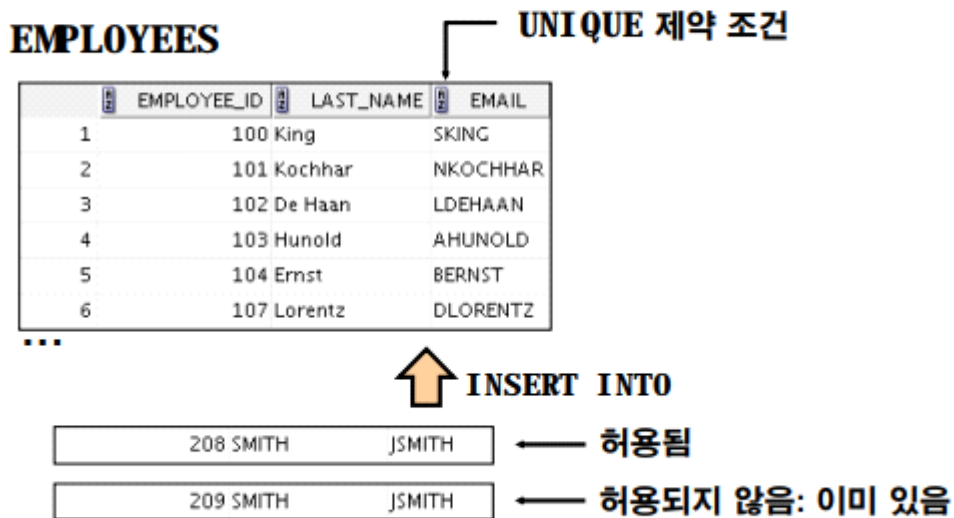 UNIQUE 제약 조건
EMPLOYEES
EMPLOYEE_ID LAST_NAME EMAIL
1 100 King SKING
2 101 Kochhar NKOCHHAR
3 102 De Haan LDEHAAN
4 103 Hunold AHUNOLD
5 104 Ernst BERNST
6 107 Lorentz DLORENTZ
...
INSERT INTO
208 SMITH JSMITH 허용됨
209 SMITH JSMITH 허용되지 않음: 이미 있음